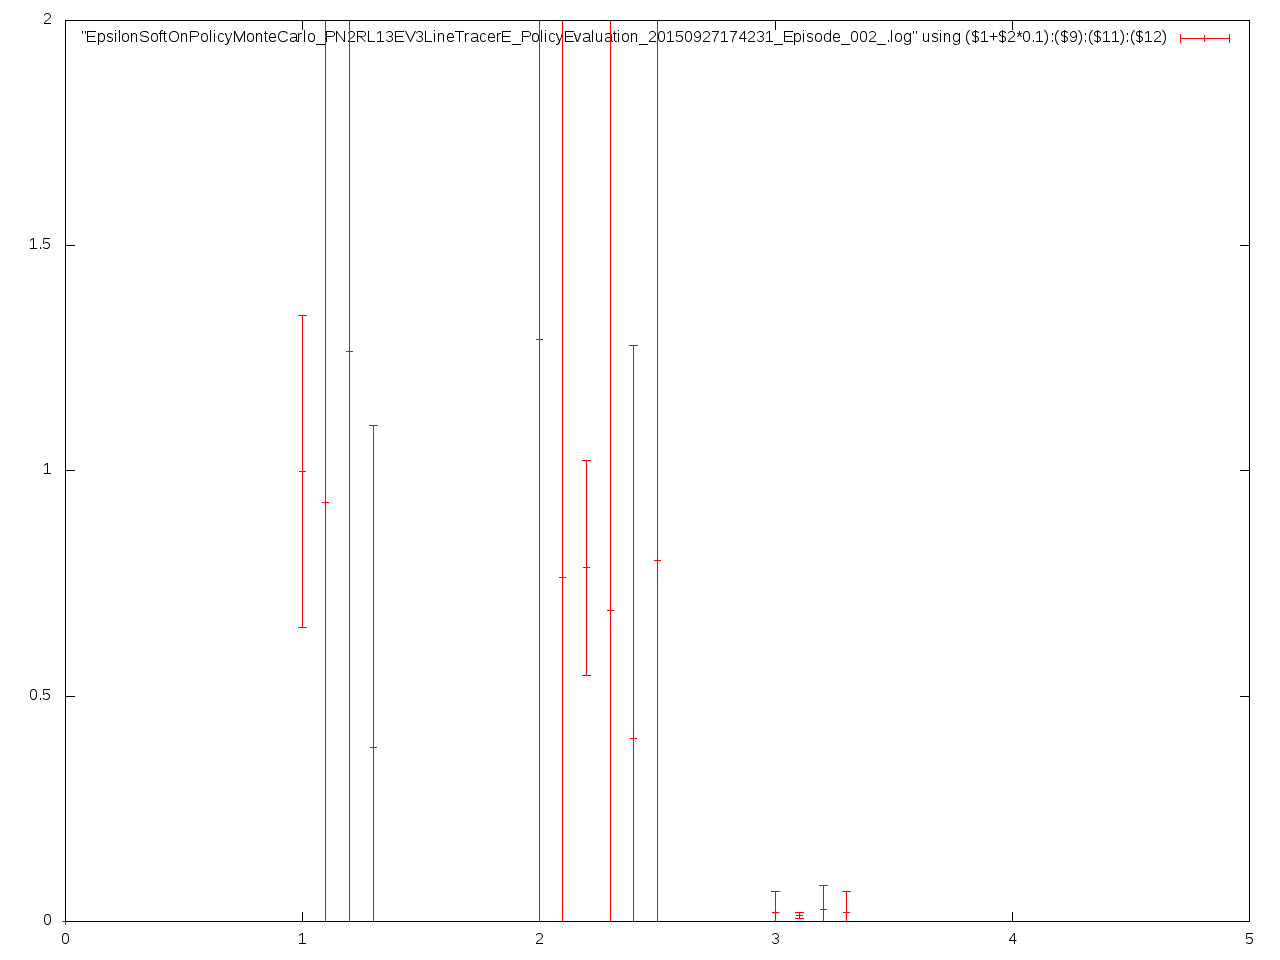 2
"EpsilonSoftOnPolicyMonteCarlo_PN2RL13EV3LineTracerE_PolicyEvaluation_20150927174231_Episode_002_.log" using ($1+$2*0.1):($9):($11):($12)
1.5
1
0.5
0
0 1 2 3 4 5